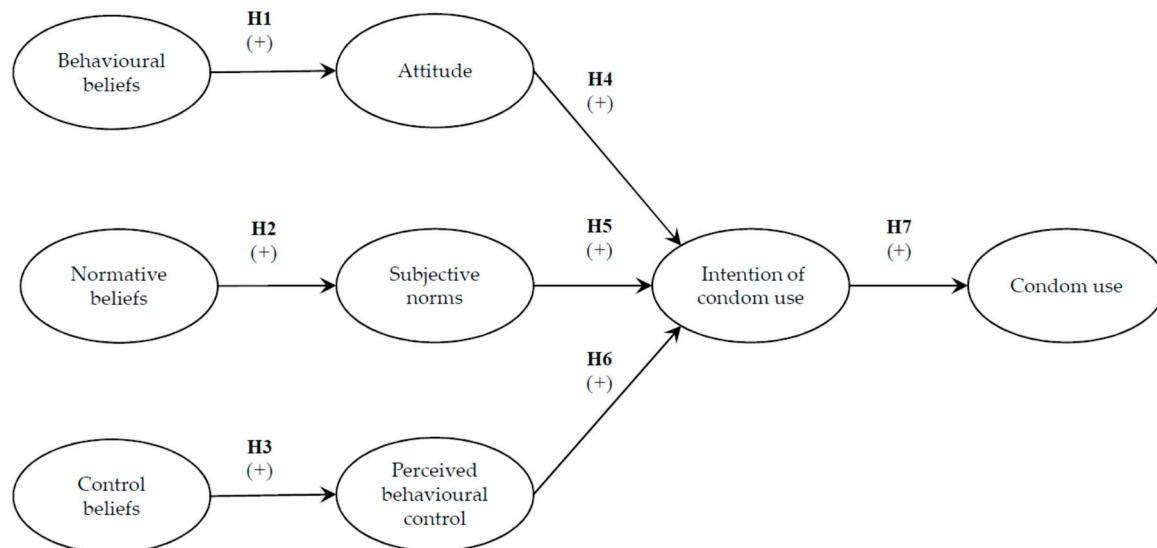 H1
(+)
Behavioural
beliefs
Attitude
H4
(+)
H2
(+)
H5
(+)
H7
(+)
Normative
beliefs
Subjective
norms
Intention of
condom use
Condom use
H6
(+)
H3
(+)
Control
beliefs
Perceived
behavioural
control